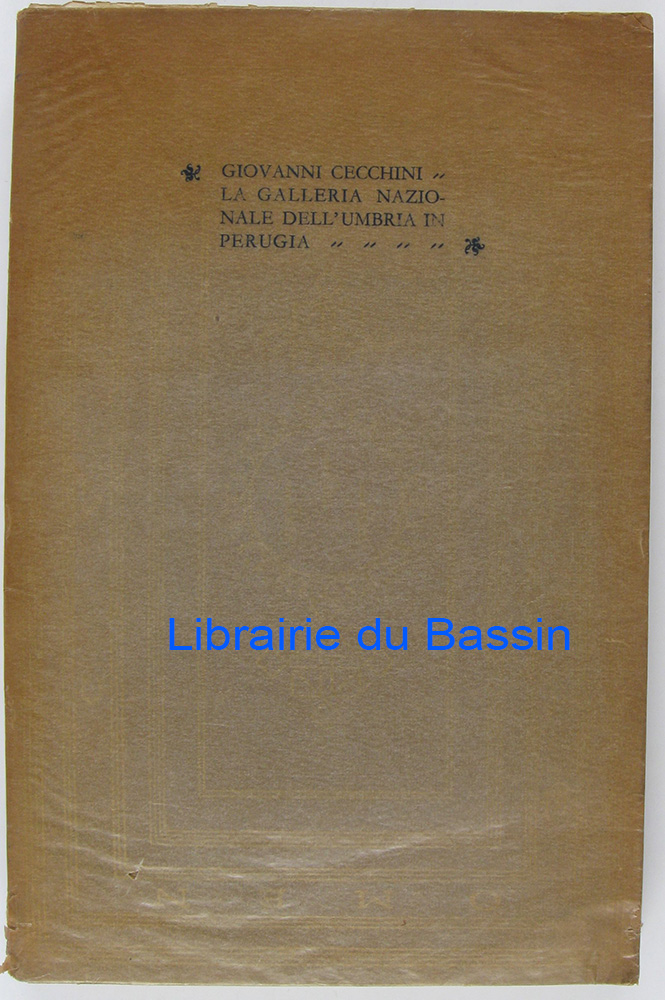 GIOVANNI CECCHINI „
LA GALLERIA NAZIO-
NALE DELL'UMBRIA IN
PERUGIA „ „ „ „
Librairie du Bassin